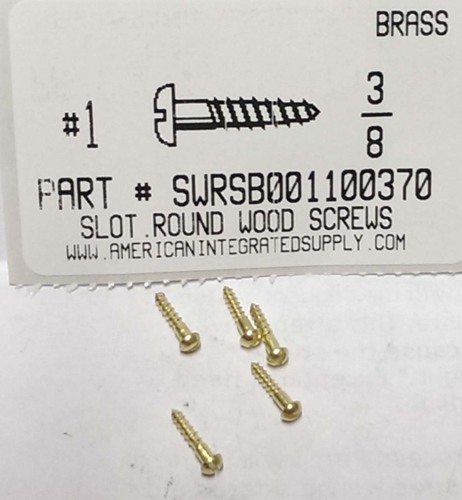 BRASS
#1
3
8
PART # SWRSB001100370
SLOT.ROUND WOOD SCREWS
WWW.AMERICANINTEGRATEDSUPPLY.COM